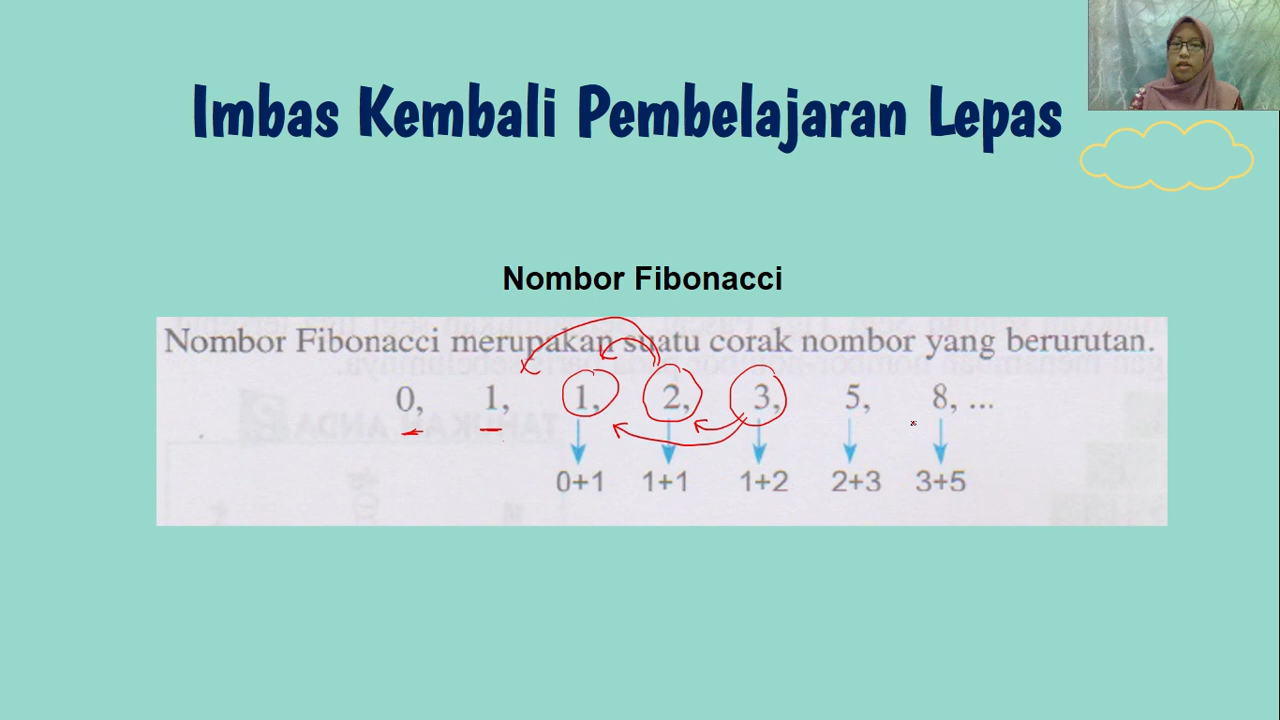 Imbas Kembali Pembelajaran Lepas
Nombor Fibonacci
Nombor Fibonacci merupakan suatu corak nombor yang berurutan.
0, 1, 1, 2, 3, 5, 8, ...
0+1 1+1 1+2 2+3 3+5